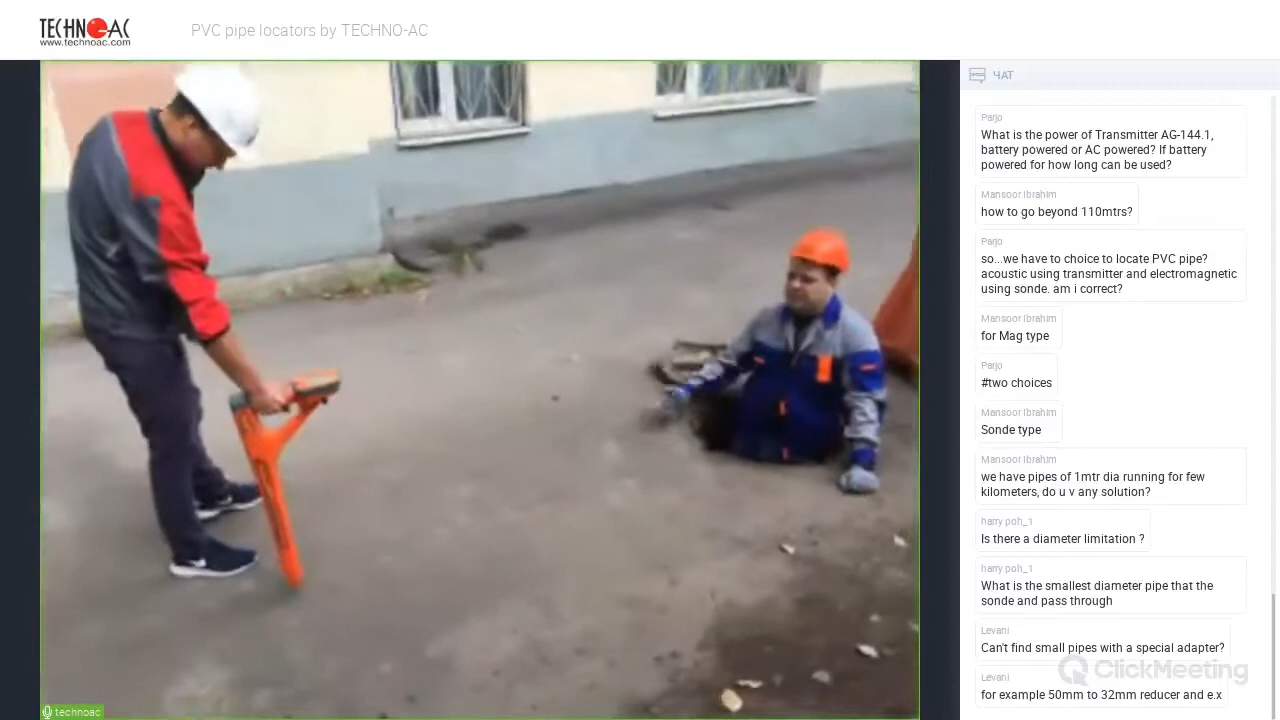 TECHNO-AC
www.technoac.com
PVC pipe locators by TECHNO-AC
ЧАТ
Parjo
What is the power of Transmitter AG-144.1,
battery powered or AC powered? If battery
powered for how long can be used?
Mansoor Ibrahim
how to go beyond 110mtrs?
Parjo
so...we have to choice to locate PVC pipe?
acoustic using transmitter and electromagnetic
using sonde. am i correct?
Mansoor Ibrahim
for Mag type
Parjo
#two choices
Mansoor Ibrahim
Sonde type
Mansoor Ibrahim
we have pipes of 1mtr dia running for few
kilometers, do u v any solution?
harry poh_1
Is there a diameter limitation ?
harry poh_1
What is the smallest diameter pipe that the
sonde and pass through
Levani
Can't find small pipes with a special adapter?
ClickMeeting
Levani
for example 50mm to 32mm reducer and e.x
technoac